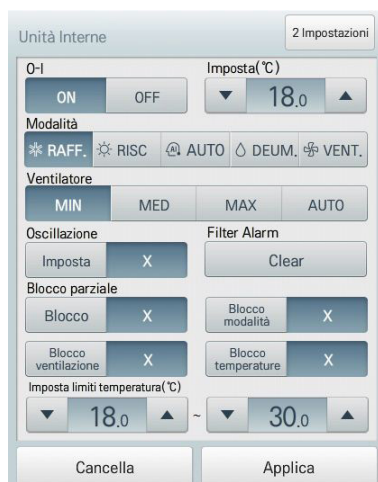 Unità Interne
2 Impostazioni
O-I
Imposta(℃)
ON OFF
▼ 18.0 ▲
Modalità
RAFF. RISC AUTO DEUM. VENT.
Ventilatore
MIN MED MAX AUTO
Oscillazione
Filter Alarm
Imposta X
Clear
Blocco parziale
Blocco X
Blocco
modalità
X
Blocco
ventilazione
X
Blocco
temperature
X
Imposta limiti temperatura(℃)
▼ 18.0 ▲ ~ ▼ 30.0 ▲
Cancella
Applica